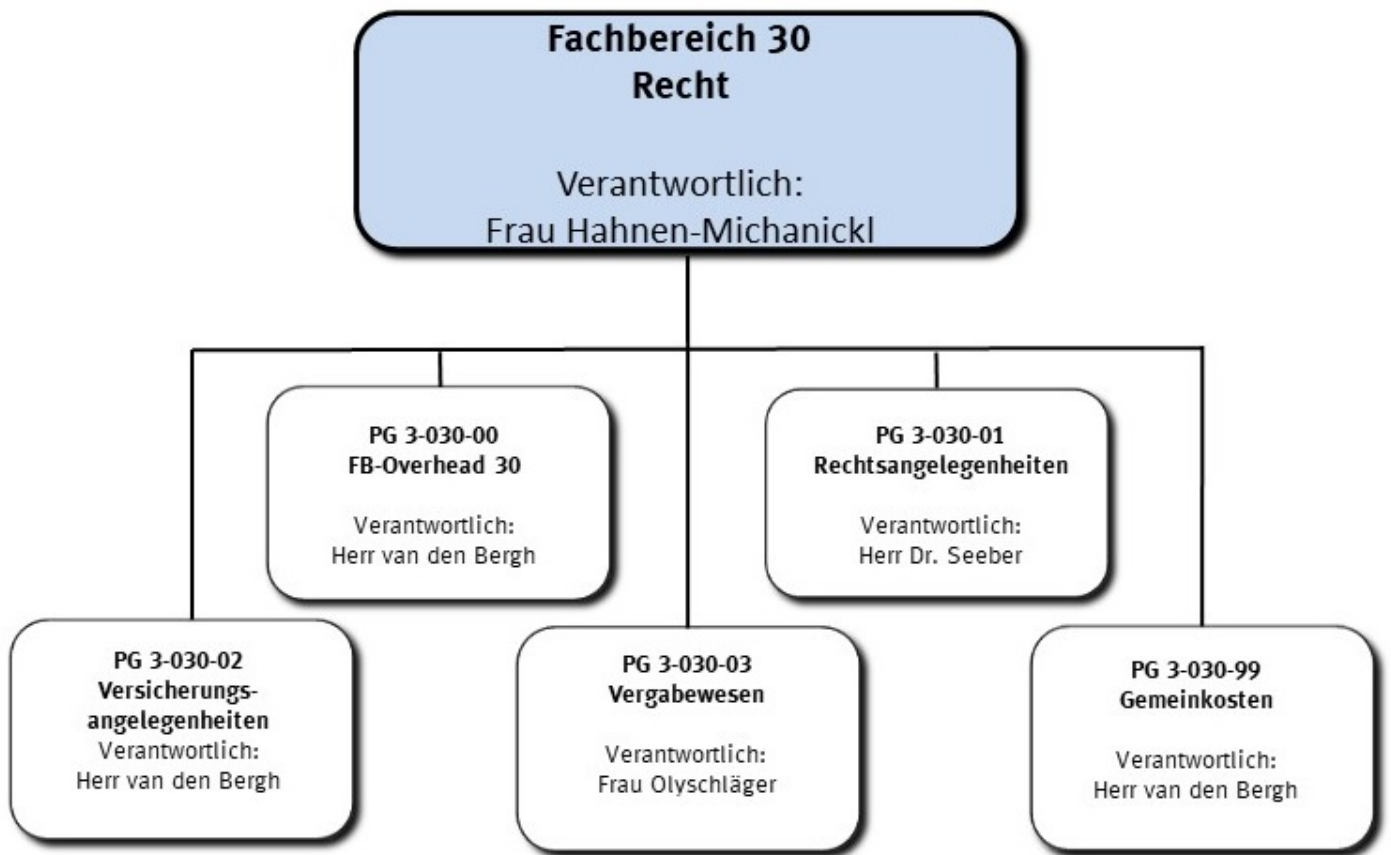 Fachbereich 30
Recht
Verantwortlich:
Frau Hahnen-Michanickl
PG 3-030-00
FB-Overhead 30
Verantwortlich:
Herr van den Bergh
PG 3-030-01
Rechtsangelegenheiten
Verantwortlich:
Herr Dr. Seeber
PG 3-030-02
Versicherungs-
angelegenheiten
Verantwortlich:
Herr van den Bergh
PG 3-030-03
Vergabewesen
Verantwortlich:
Frau Olyschläger
PG 3-030-99
Gemeinkosten
Verantwortlich:
Herr van den Bergh